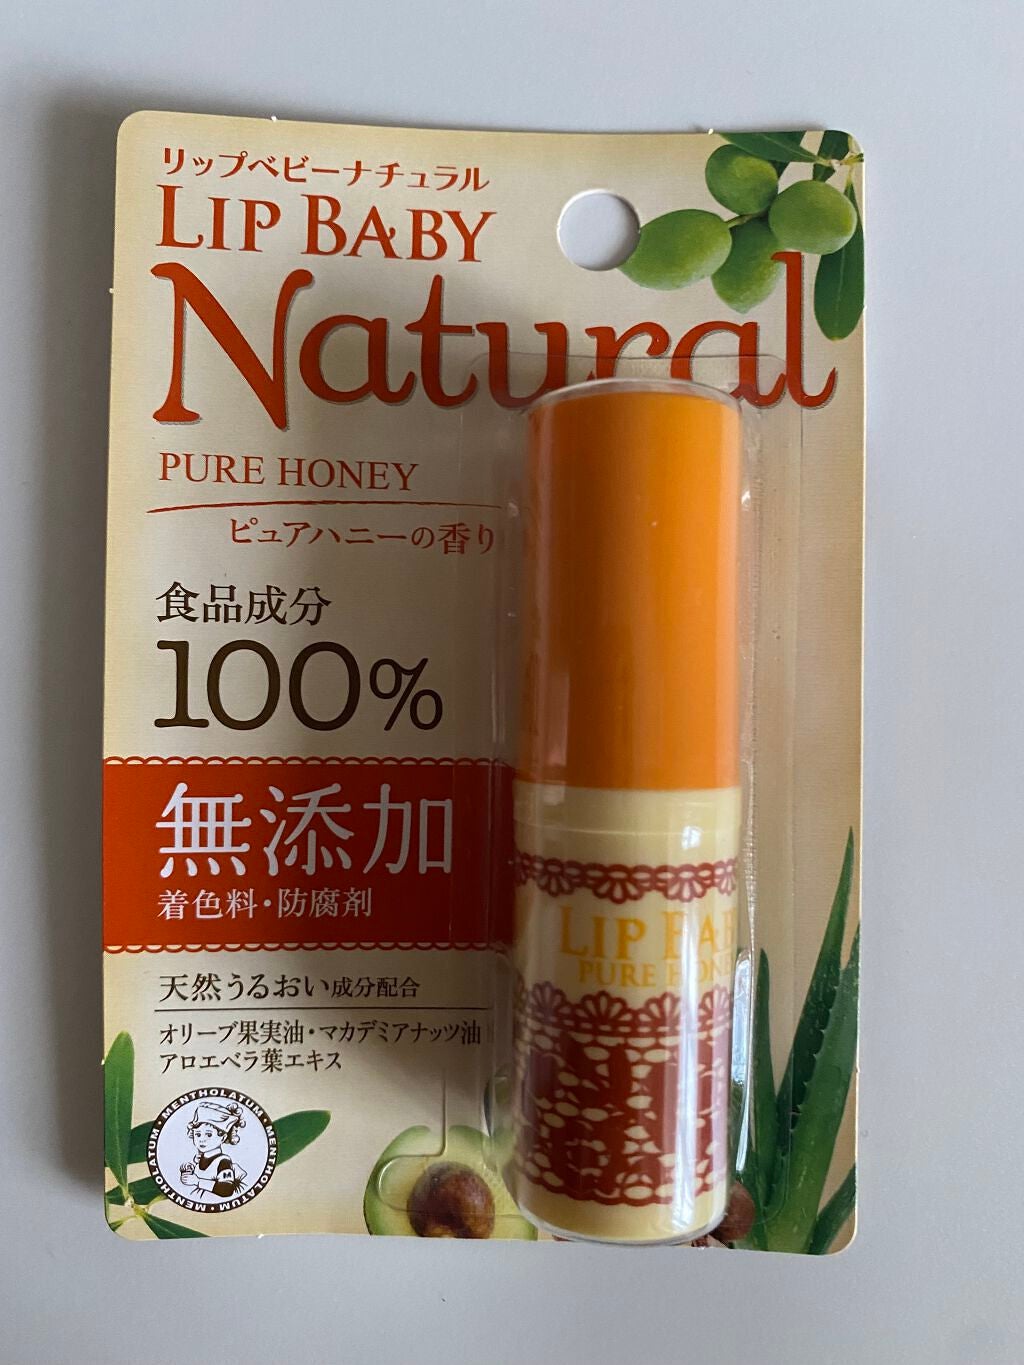 リップベビーナチュラル
LIP BABY
Natural
PURE HONEY
ピュアハニーの香り
食品成分
100%
無添加
着色料・防腐剤
天然うるおい成分配合
オリーブ果実油・マカデミアナッツ油
アロエベラ葉エキス
MENTHOLATUM・MENTHOLATUM・MENTHOLATUM・
LIP BAB
PURE HONE